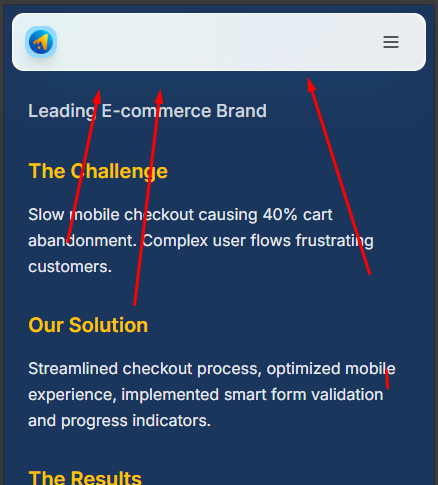 Leading E-commerce Brand
The Challenge
Slow mobile checkout causing 40% cart
abandonment. Complex user flows frustrating
customers.
Our Solution
Streamlined checkout process, optimized mobile
experience, implemented smart form validation
and progress indicators.
The Results